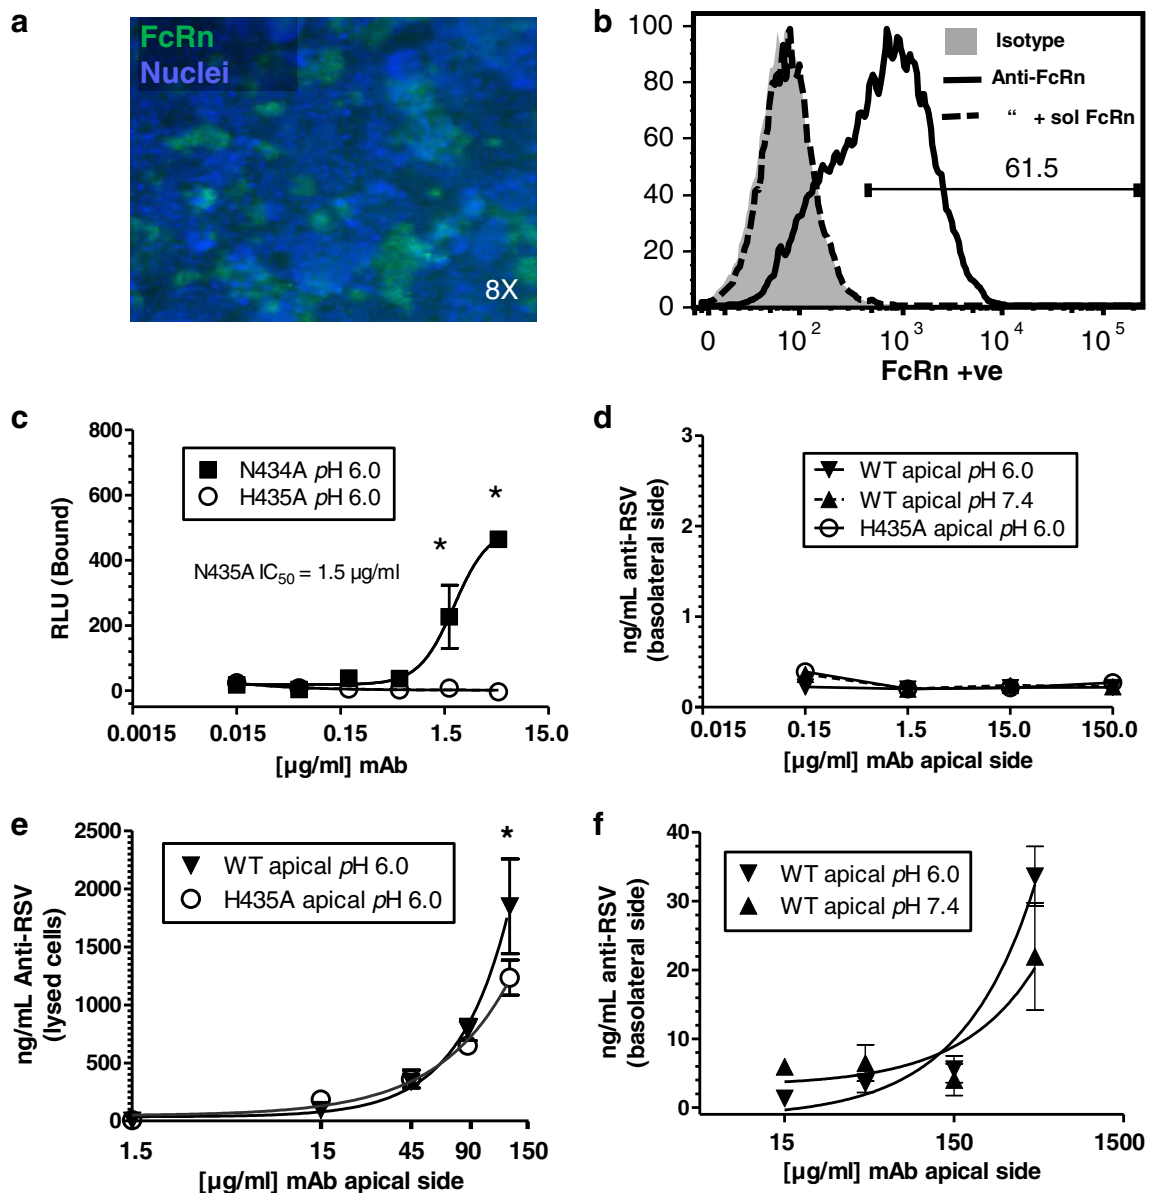 a
FcRn
Nuclei
8X
b
100
80
60
40
20
0
Isotype
Anti-FcRn
“ + sol FcRn
61.5
0 10² 10³ 10⁴ 10⁵
FcRn +ve
c
800
600
400
200
0
RLU (Bound)
N434A pH 6.0
H435A pH 6.0
*
*
N435A IC₅₀ = 1.5 µg/ml
0.0015 0.015 0.15 1.5 15.0
[µg/ml] mAb
d
3
2
1
0
ng/mL anti-RSV
(basolateral side)
WT apical pH 6.0
WT apical pH 7.4
H435A apical pH 6.0
0.015 0.15 1.5 15.0 150.0
[µg/ml] mAb apical side
e
2500
2000
1500
1000
500
0
ng/mL Anti-RSV
(lysed cells)
WT apical pH 6.0
H435A apical pH 6.0
*
1.5 15 45 90 150
[µg/ml] mAb apical side
f
40
30
20
10
0
ng/mL anti-RSV
(basolateral side)
WT apical pH 6.0
WT apical pH 7.4
15 150 1500
[µg/ml] mAb apical side